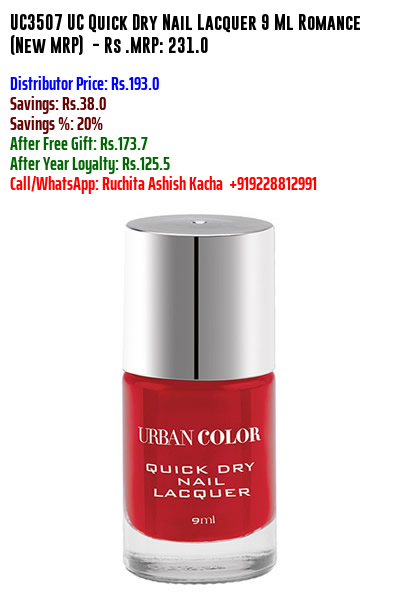 UC3507 UC Quick Dry Nail Lacquer 9 Ml Romance
(New MRP) - Rs .MRP: 231.0
Distributor Price: Rs.193.0
Savings: Rs.38.0
Savings %: 20%
After Free Gift: Rs.173.7
After Year Loyalty: Rs.125.5
Call/WhatsApp: Ruchita Ashish Kacha +919228812991
URBAN COLOR
QUICK DRY
NAIL
LACQUER
9ml